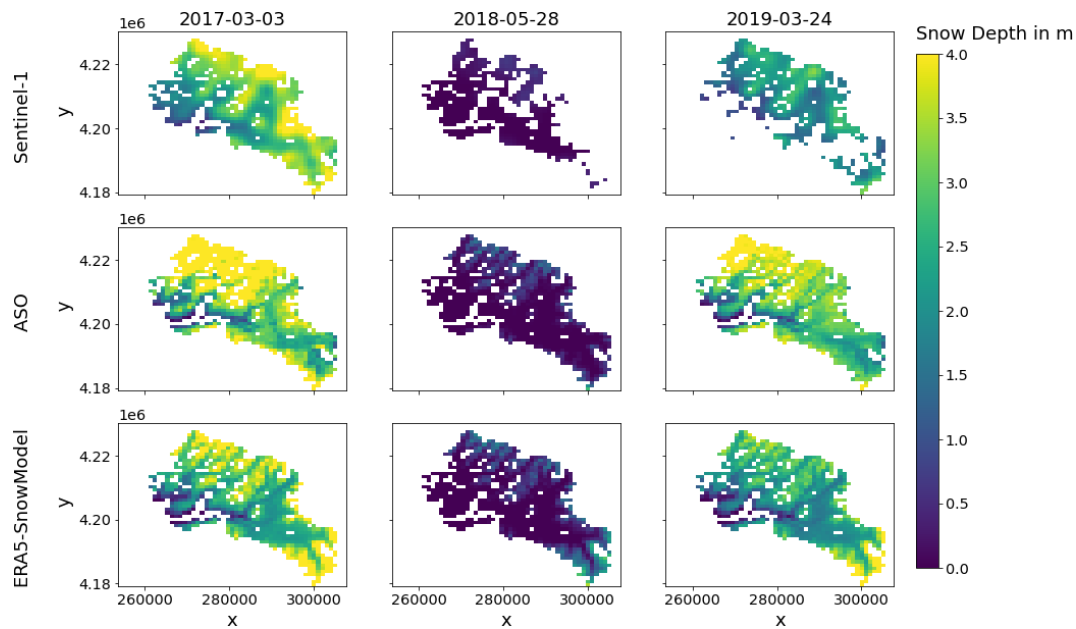 2017-03-03 2018-05-28 2019-03-24
Snow Depth in m
1e6
Sentinel-1
y
4.22
4.20
4.18
1e6
ASO
y
4.22
4.20
4.18
1e6
ERA5-SnowModel
y
4.22
4.20
4.18
260000 280000 300000 260000 280000 300000 260000 280000 300000
x x x
4.0
3.5
3.0
2.5
2.0
1.5
1.0
0.5
0.0